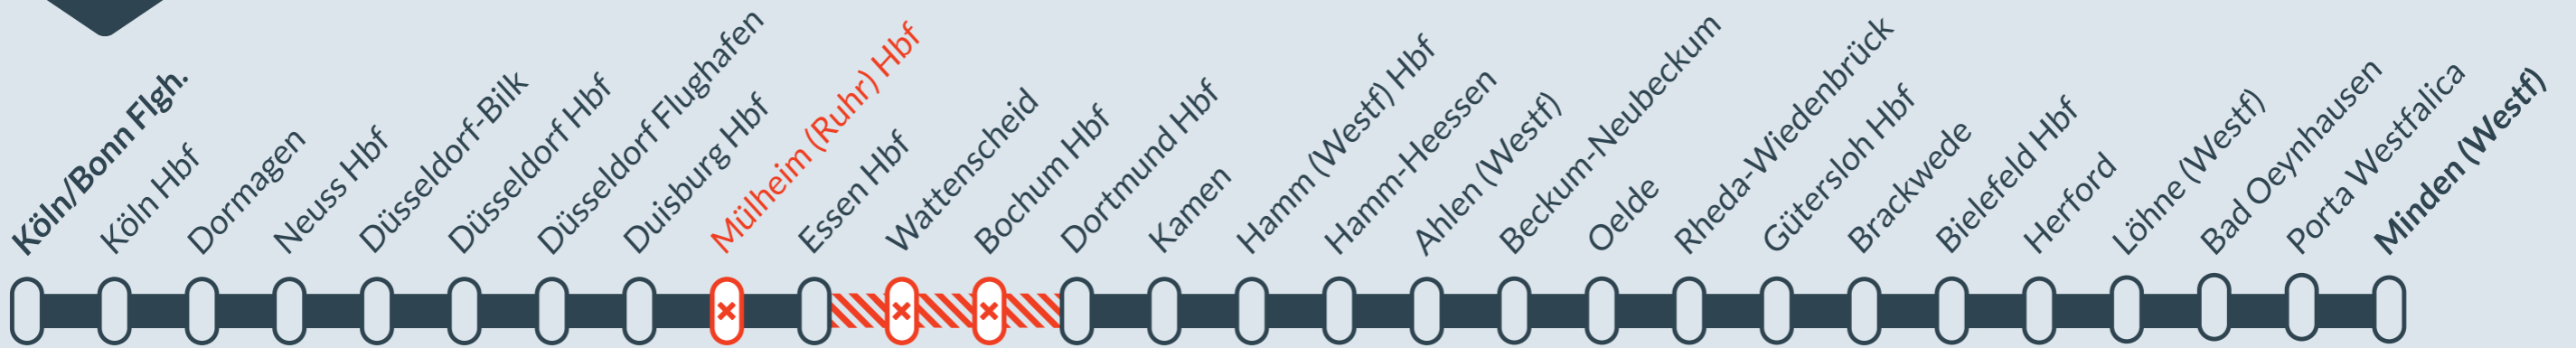 Köln/Bonn Flgh.
Köln Hbf
Dormagen
Neuss Hbf
Düsseldorf-Bilk
Düsseldorf Hbf
Düsseldorf Flughafen
Duisburg Hbf
Mülheim (Ruhr) Hbf
Essen Hbf
Wattenscheid
Bochum Hbf
Dortmund Hbf
Kamen
Hamm (Westf) Hbf
Hamm-Heessen
Ahlen (Westf)
Beckum-Neubeckum
Oelde
Rheda-Wiedenbrück
Gütersloh Hbf
Brackwede
Bielefeld Hbf
Herford
Löhne (Westf)
Bad Oeynhausen
Porta Westfalica
Minden (Westf)